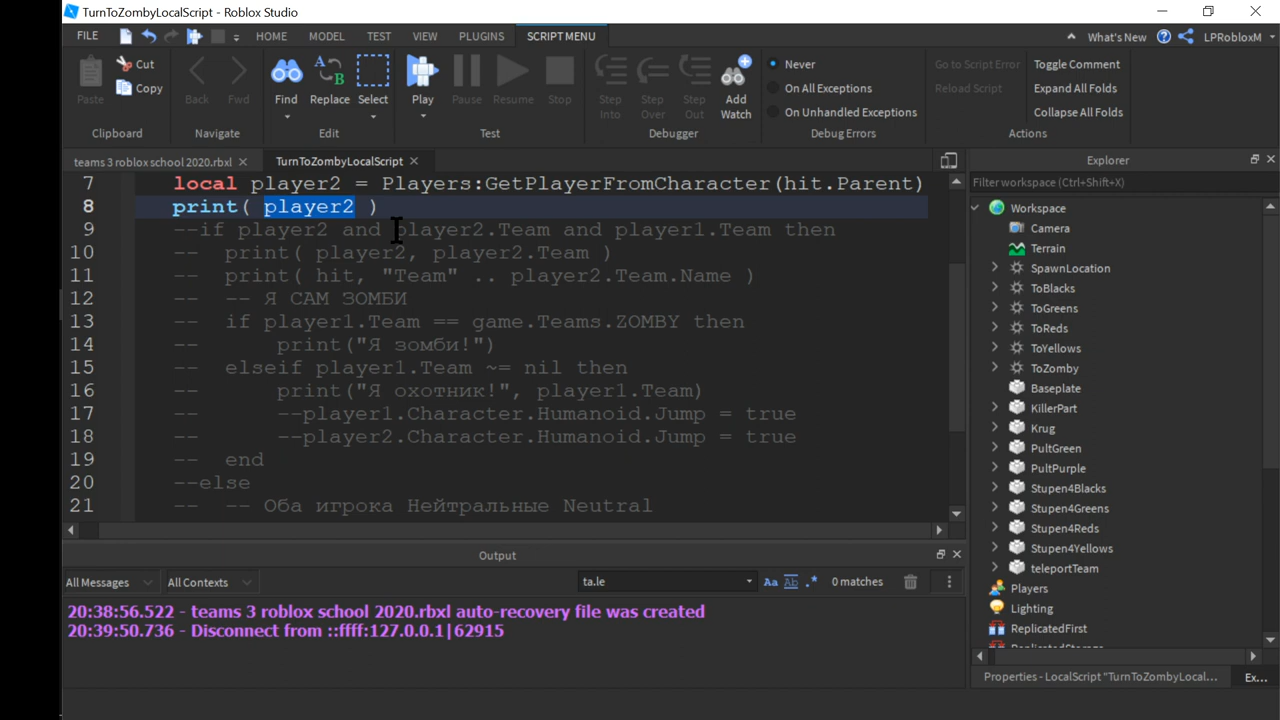 TurnToZombyLocalScript - Roblox Studio
FILE HOME MODEL TEST VIEW PLUGINS SCRIPT MENU What's New LPRobloxM
Paste Cut Copy Back Fwd Find Replace Select Play Pause Resume Stop Step Into Step Over Step Out Add Watch
Never
On All Exceptions
On Unhandled Exceptions
Go to Script Error
Reload Script
Toggle Comment
Expand All Folds
Collapse All Folds
Clipboard Navigate Edit Test Debugger Debug Errors Actions
teams 3 roblox school 2020.rbxl TurnToZombyLocalScript
7 local player2 = Players:GetPlayerFromCharacter(hit.Parent)
8 print( player2 )
9 --if player2 and player2.Team and player1.Team then
10 -- print( player2, player2.Team )
11 -- print( hit, "Team" .. player2.Team.Name )
12 -- -- Я САМ ЗОМБИ
13 -- if player1.Team == game.Teams.ZOMBY then
14 -- print("Я зомби!")
15 -- elseif player1.Team ~= nil then
16 -- print("Я охотник!", player1.Team)
17 -- --player1.Character.Humanoid.Jump = true
18 -- --player2.Character.Humanoid.Jump = true
19 -- end
20 --else
21 -- -- Оба игрока Нейтральные Neutral
Output
All Messages All Contexts ta.le Aa Ab .* 0 matches
20:38:56.522 - teams 3 roblox school 2020.rbxl auto-recovery file was created
20:39:50.736 - Disconnect from ::ffff:127.0.0.1|62915
Explorer
Filter workspace (Ctrl+Shift+X)
Workspace
Camera
Terrain
SpawnLocation
ToBlacks
ToGreens
ToReds
ToYellows
ToZomby
Baseplate
KillerPart
Krug
PultGreen
PultPurple
Stupen4Blacks
Stupen4Greens
Stupen4Reds
Stupen4Yellows
teleportTeam
Players
Lighting
ReplicatedFirst
Properties - LocalScript "TurnToZombyLocal... Ex...